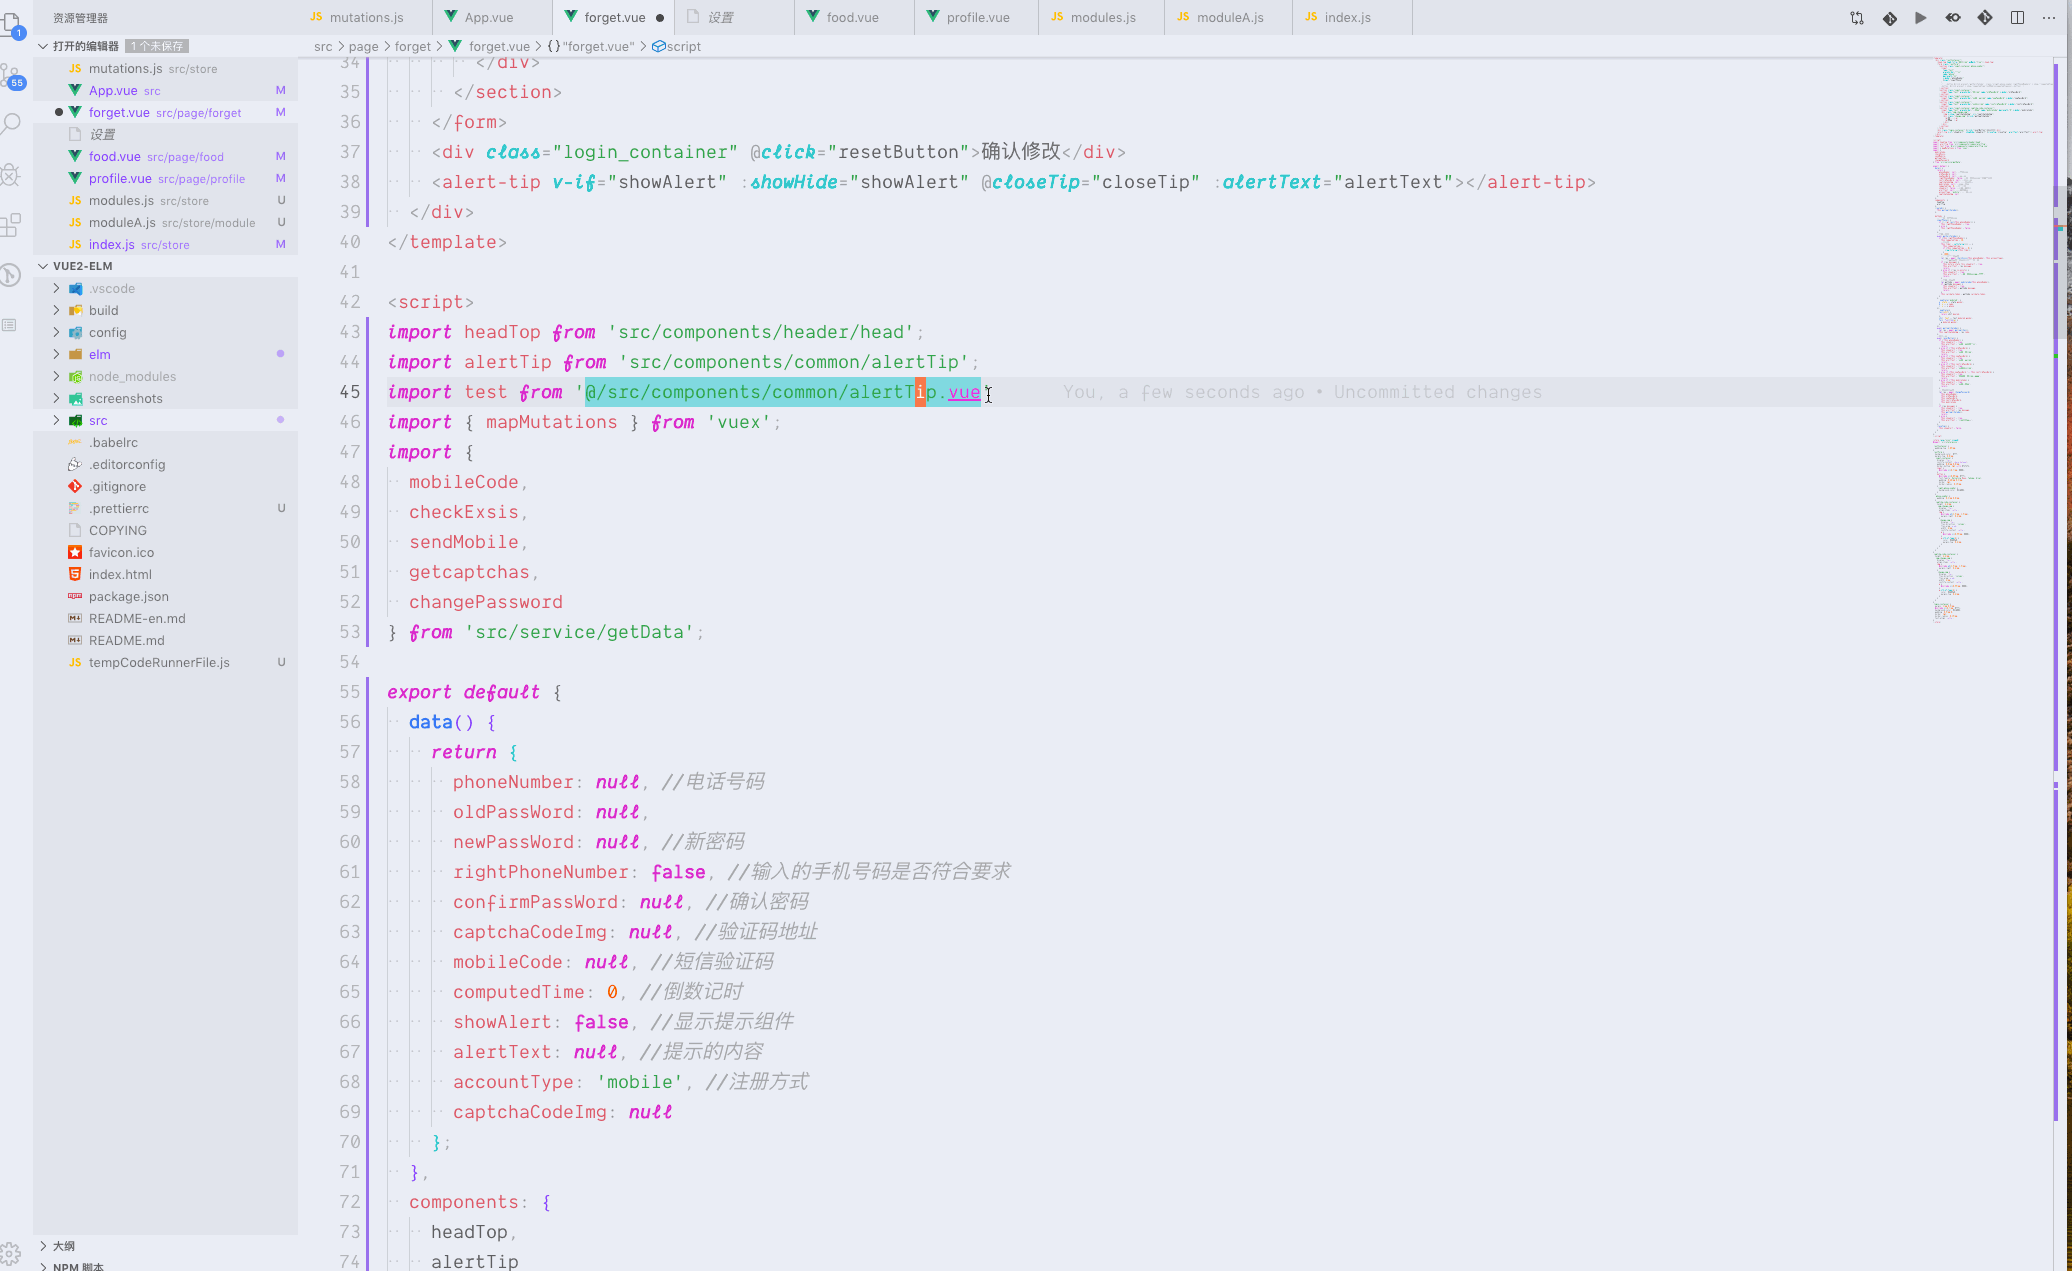 资源管理器
mutations.js
App.vue
forget.vue
设置
food.vue
profile.vue
modules.js
moduleA.js
index.js
打开的编辑器 1 个未保存
src > page > forget > forget.vue > {} "forget.vue" > script
1
55
mutations.js src/store
App.vue src M
forget.vue src/page/forget M
设置
food.vue src/page/food M
profile.vue src/page/profile M
modules.js src/store U
moduleA.js src/store/module U
index.js src/store M
VUE2-ELM
.vscode
build
config
elm
node_modules
screenshots
src
.babelrc
.editorconfig
.gitignore
.prettierrc U
COPYING
favicon.ico
index.html
package.json
README-en.md
README.md
tempCodeRunnerFile.js U
大纲
NPM 脚本
34 </div>
35 </section>
36 </form>
37 <div class="login_container" @click="resetButton">确认修改</div>
38 <alert-tip v-if="showAlert" :showHide="showAlert" @closeTip="closeTip" :alertText="alertText"></alert-tip>
39 </div>
40 </template>
41
42 <script>
43 import headTop from 'src/components/header/head';
44 import alertTip from 'src/components/common/alertTip';
45 import test from '@/src/components/common/alertTip.vue' You, a few seconds ago • Uncommitted changes
46 import { mapMutations } from 'vuex';
47 import {
48 mobileCode,
49 checkExsis,
50 sendMobile,
51 getcaptchas,
52 changePassword
53 } from 'src/service/getData';
54
55 export default {
56 data() {
57 return {
58 phoneNumber: null, //电话号码
59 oldPassWord: null,
60 newPassWord: null, //新密码
61 rightPhoneNumber: false, //输入的手机号码是否符合要求
62 confirmPassWord: null, //确认密码
63 captchaCodeImg: null, //验证码地址
64 mobileCode: null, //短信验证码
65 computedTime: 0, //倒数记时
66 showAlert: false, //显示提示组件
67 alertText: null, //提示的内容
68 accountType: 'mobile', //注册方式
69 captchaCodeImg: null
70 };
71 },
72 components: {
73 headTop,
74 alertTip